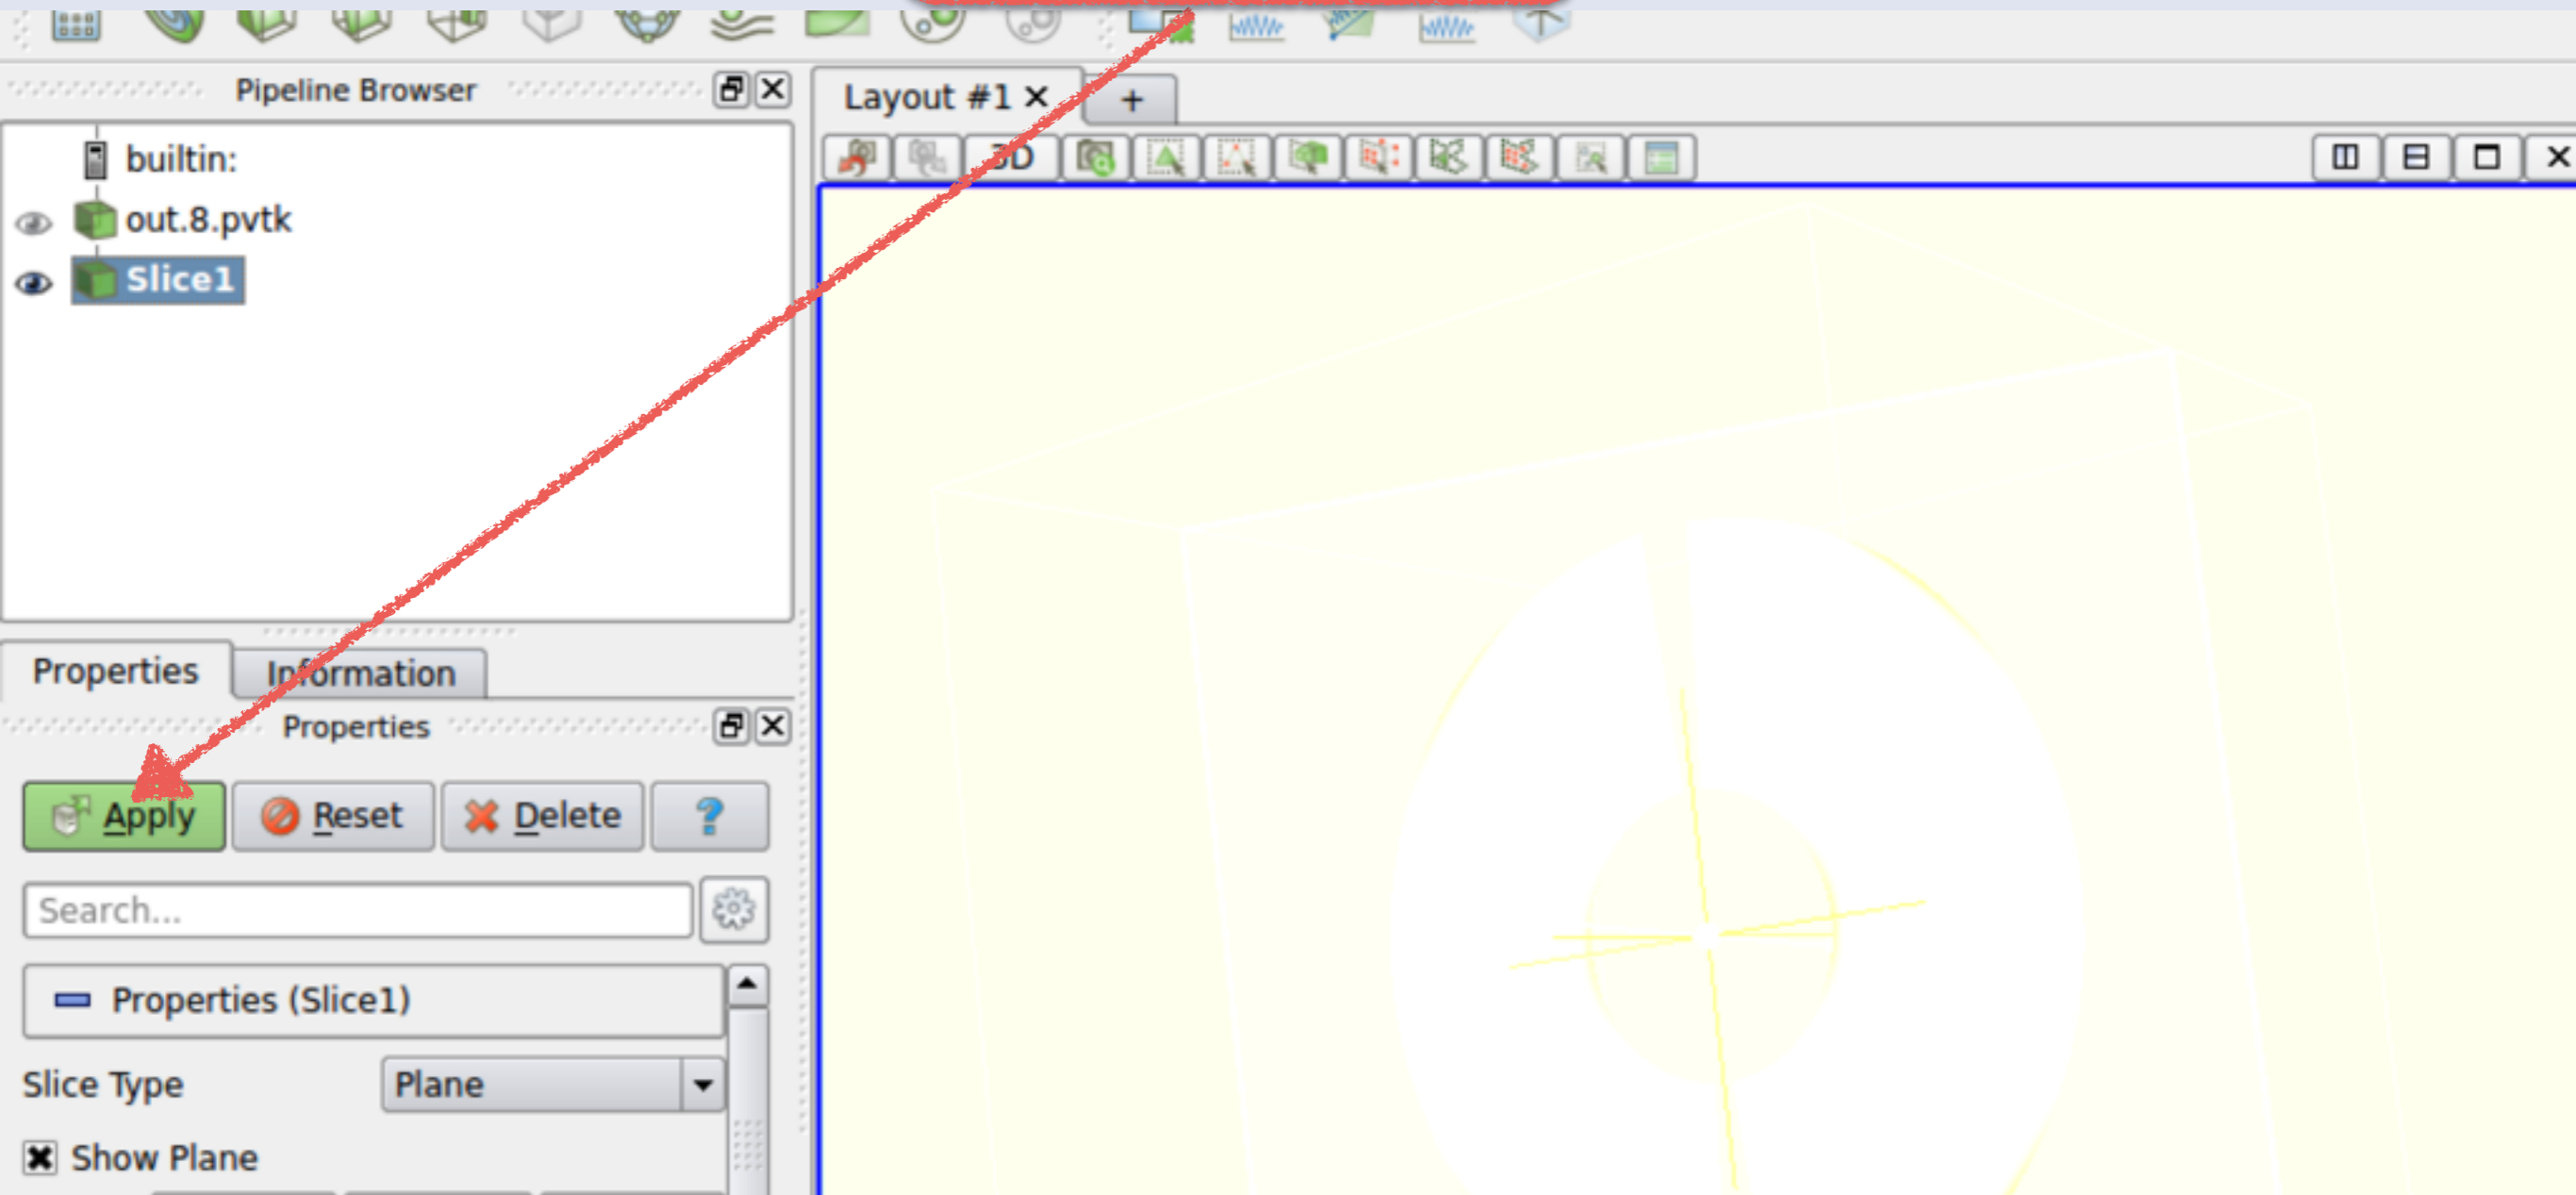 Pipeline Browser
Layout #1
+
builtin:
3D
out.8.pvtk
Slice1
Properties
Information
Properties
Apply
Reset
Delete
?
Search...
Properties (Slice1)
Slice Type
Plane
Show Plane